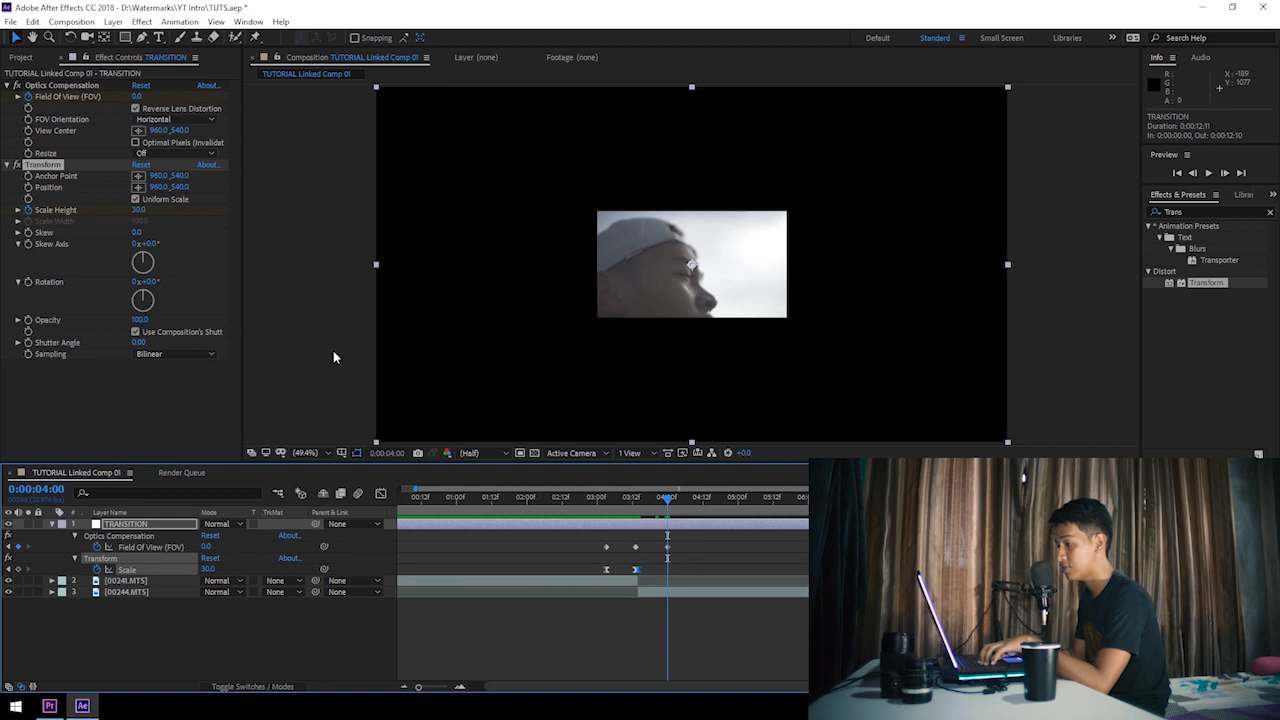 Adobe After Effects CC 2018 - D:\Watermarks\YT Intro\TUTS.aep *
File Edit Composition Layer Effect Animation View Window Help
Snapping
Default Standard Small Screen Libraries Search Help
Project Effect Controls TRANSITION
Composition TUTORIAL Linked Comp 01 Layer (none) Footage (none)
Info Audio
TUTORIAL Linked Comp 01 · TRANSITION
TUTORIAL Linked Comp 01
Optics Compensation Reset About...
Field Of View (FOV) 0.0
Reverse Lens Distortion
FOV Orientation Horizontal
View Center 960.0 ,540.0
Optimal Pixels (Invalidat
Resize Off
Transform Reset About...
Anchor Point 960.0 ,540.0
Position 960.0 ,540.0
Uniform Scale
Scale Height 30.0
Scale Width 100.0
Skew 0.0
Skew Axis 0x+0.0°
Rotation 0x+0.0°
Opacity 100.0
Use Composition's Shutt
Shutter Angle 0.00
Sampling Bilinear
R :
G :
B :
A : 0
X : -189
Y : 1077
TRANSITION
Duration: 0:00:12:11
In: 0:00:00:00, Out: 0:00:12:10
Preview
Effects & Presets Librar
Trans
* Animation Presets
Text
Blurs
Transporter
Distort
Transform
(49.4%) 0:00:04:00 (Half) Active Camera 1 View +0.0
TUTORIAL Linked Comp 01 Render Queue
0:00:04:00
# Layer Name Mode T .TrkMat Parent & Link
00:12f 01:00f 00:12f 02:00f 00:12f 03:00f 03:12f 04:00f 00:12f 05:00f 00:12f 06:0
1 TRANSITION Normal None
Optics Compensation Reset About...
Field Of View (FOV) 0.0
Transform Reset About...
Scale 30.0
2 [00241.MTS] Normal None None
3 [00244.MTS] Normal None None
Toggle Switches / Modes
Pr Ae